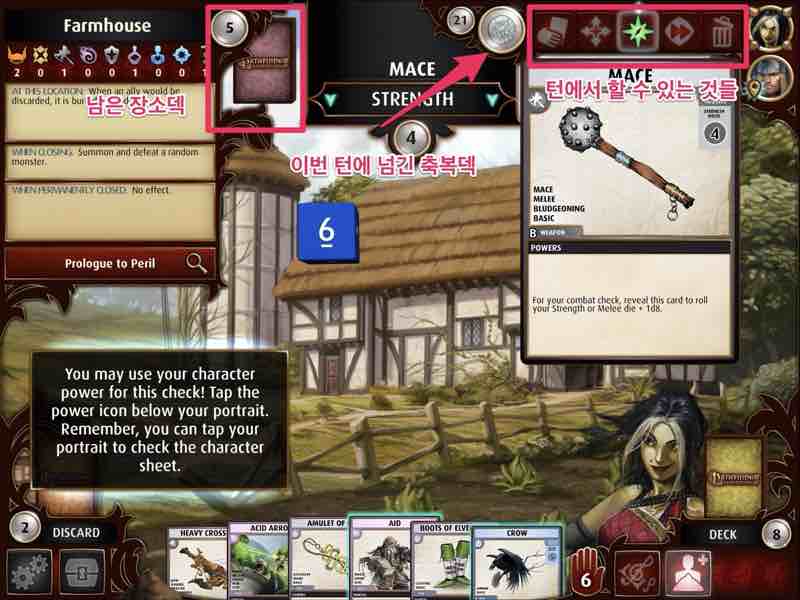 Farmhouse
2 0 1 0 0 1 0 0
AT THIS LOCATION: When an ally would be
discarded, it is bur
남은 장소덱
WHEN CLOSING: Summon and defeat a random
monster.
WHEN PERMANENTLY CLOSED: No effect.
Prologue to Peril
5
PATHFINDER
21
MACE
STRENGTH
4
이번 턴에 넘긴 축복덱
6
턴에서 할 수 있는 것들
MACE
4
MACE
MELEE
BLUDGEONING
BASIC
B WEAPON
POWERS
For your combat check, reveal this card to roll
your Strength or Melee die + 1d8.
You may use your character
power for this check! Tap the
power icon below your portrait.
Remember, you can tap your
portrait to check the character
sheet.
PATHFINDER
2 DISCARD
DECK 8
HEAVY CROSS
ACID ARRO
AMULET OF
AID
BOOTS OF ELVE
CROW
6